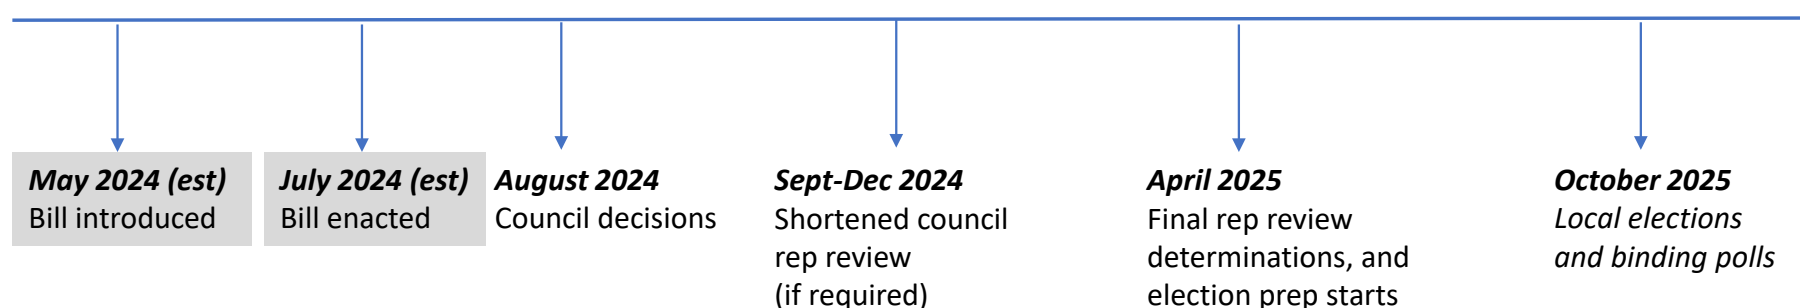 May 2024 (est)
Bill introduced
July 2024 (est)
Bill enacted
August 2024
Council decisions
Sept-Dec 2024
Shortened council
rep review
(if required)
April 2025
Final rep review
determinations, and
election prep starts
October 2025
Local elections
and binding polls